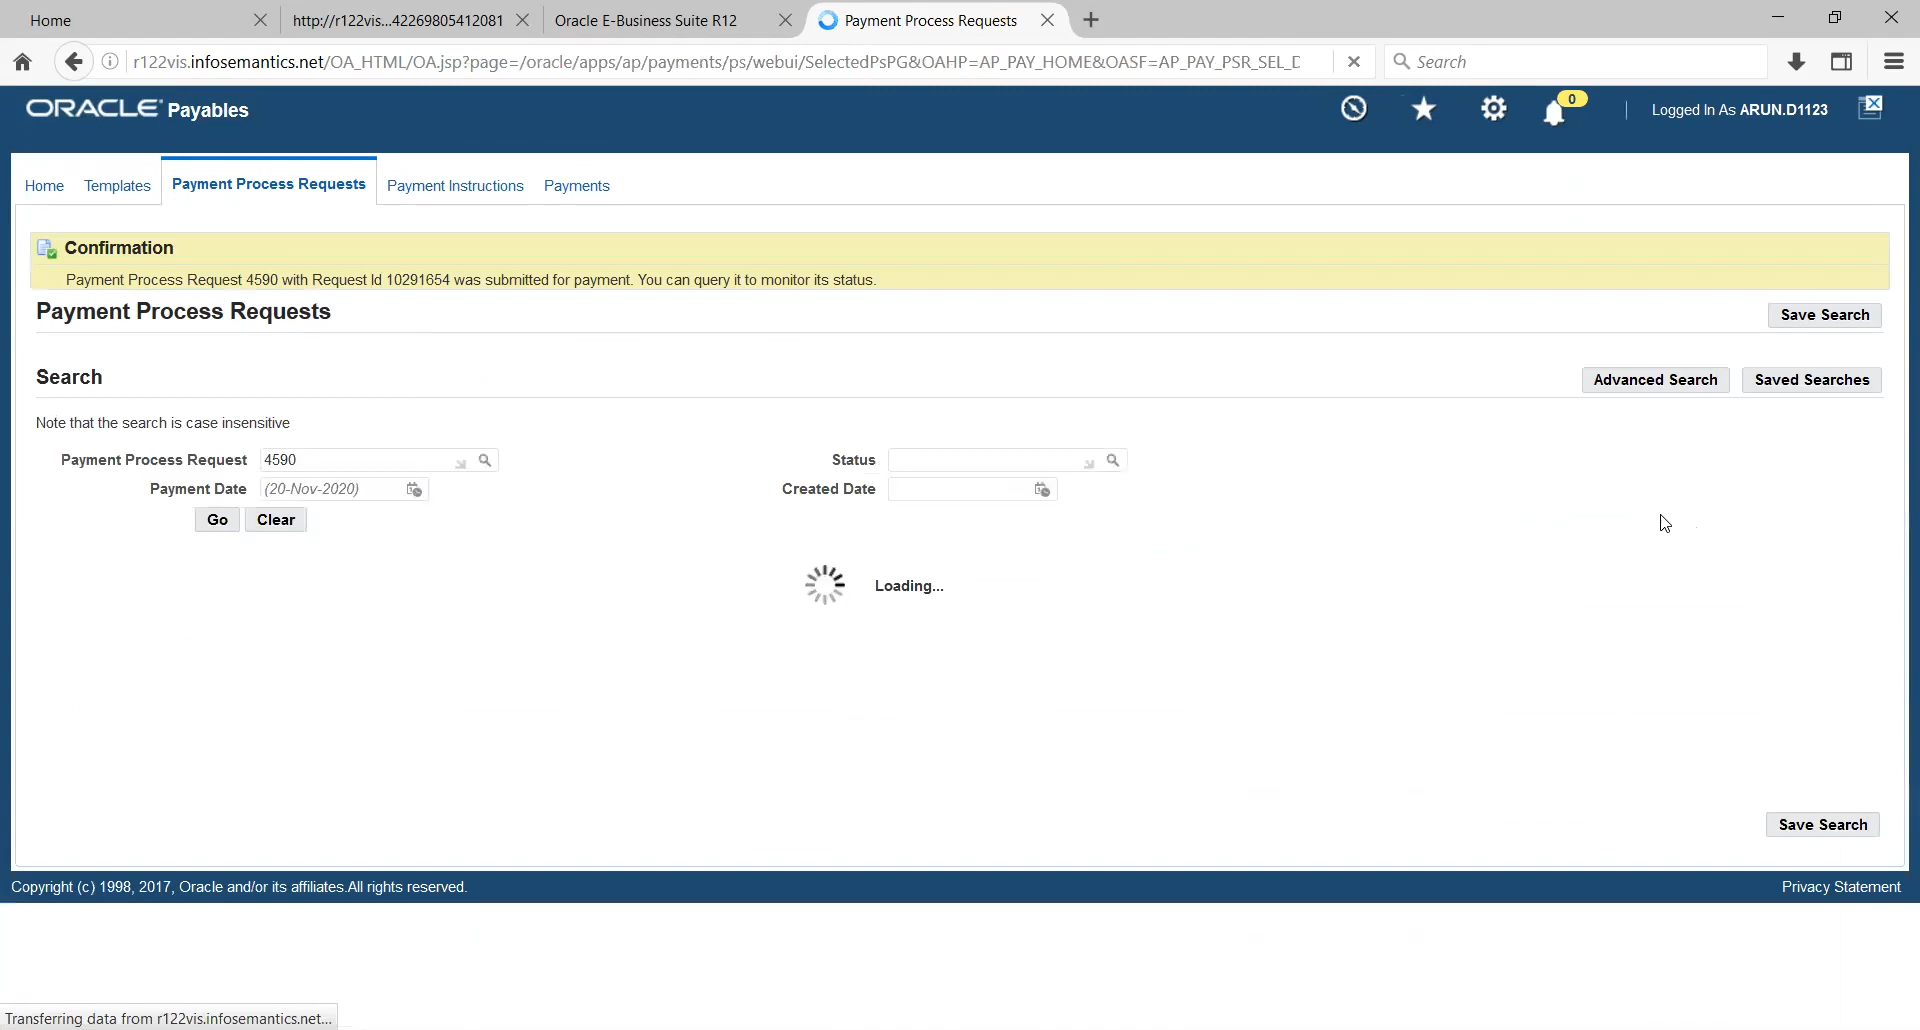 Home
http://r122vis...42269805412081
Oracle E-Business Suite R12
Payment Process Requests
r122vis.infosemantics.net/OA_HTML/OA.jsp?page=/oracle/apps/ap/payments/ps/webui/SelectedPsPG&OAHP=AP_PAY_HOME&OASF=AP_PAY_PSR_SEL_D
Search
ORACLE Payables
0
Logged In As ARUN.D1123
Home
Templates
Payment Process Requests
Payment Instructions
Payments
Confirmation
Payment Process Request 4590 with Request Id 10291654 was submitted for payment. You can query it to monitor its status.
Payment Process Requests
Save Search
Search
Advanced Search
Saved Searches
Note that the search is case insensitive
Payment Process Request 4590
Status
Payment Date (20-Nov-2020)
Created Date
Go
Clear
Loading...
Save Search
Copyright (c) 1998, 2017, Oracle and/or its affiliates.All rights reserved.
Privacy Statement
Transferring data from r122vis.infosemantics.net...